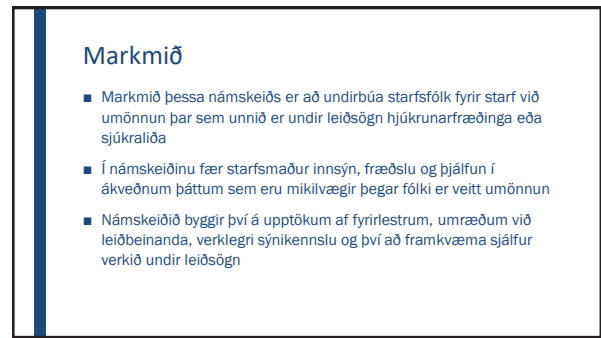 Markmið
■ Markmið þessa námskeiðs er að undirbúa starfsfólk fyrir starf við
umönnun þar sem unnið er undir leiðsögn hjúkrunarfræðinga eða
sjúkraliða
■ Í námskeiðinu fær starfsmaður innsýn, fræðslu og þjálfun í
ákveðnum þáttum sem eru mikilvægir þegar fólki er veitt umönnun
■ Námskeiðið byggir því á upptökum af fyrirlestrum, umræðum við
leiðbeinanda, verklegri sýnikennslu og því að framkvæma sjálfur
verkið undir leiðsögn